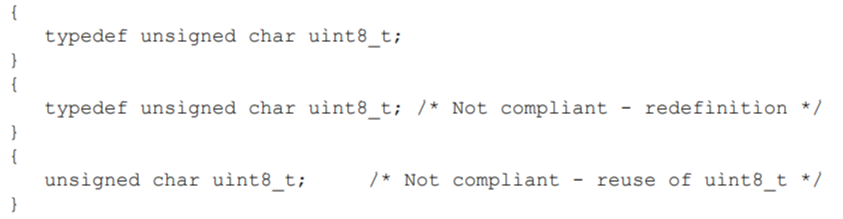 {
typedef unsigned char uint8_t;
}
{
typedef unsigned char uint8_t; /* Not compliant - redefinition */
}
{
unsigned char uint8_t; /* Not compliant - reuse of uint8_t */
}